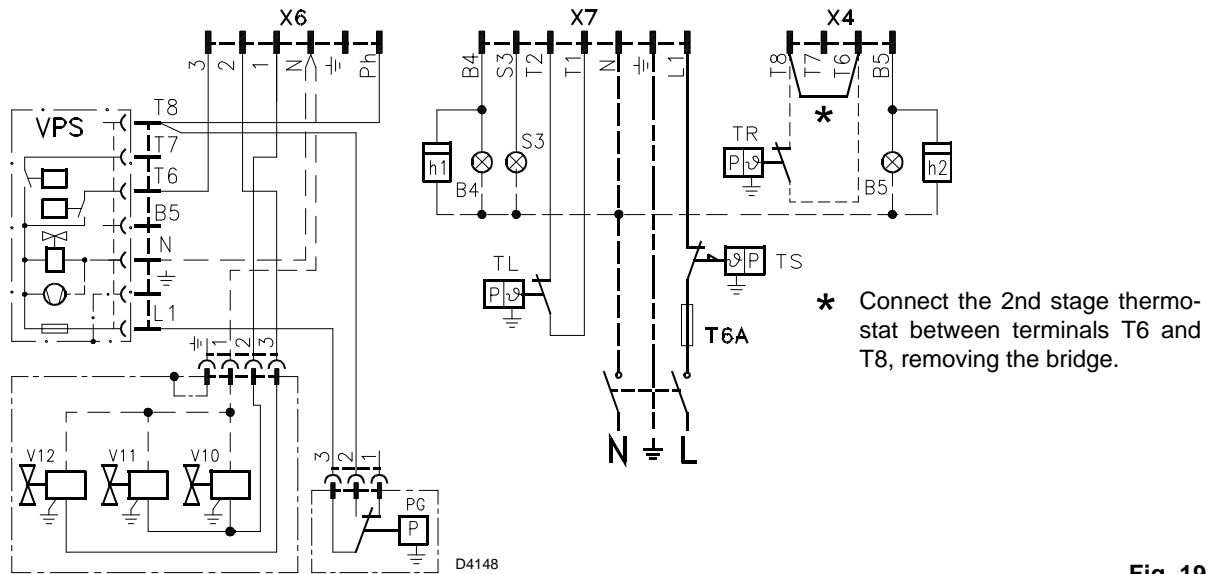 X6
X7
X4
3 2 1 N Ph
B4 S3 T2 T1 N L1
T8 T7 T6 B5
VPS
T8
T7
T6
B5
N
L1
h1
B4
S3
TR
P ϑ
*
B5
h2
TL
P ϑ
ϑ P
TS
T6A
N L
* Connect the 2nd stage thermo-
stat between terminals T6 and
T8, removing the bridge.
1 2 3
V12 V11 V10
3 2 1
PG
P
D4148
Fig. 19